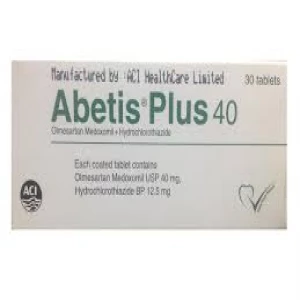 Manufactured by :ACI HealthCare Limited
30 tablets
Abetis® Plus 40
Olmesartan Medoxomil + Hydrochlorothiazide
Each coated tablet contains
Olmesartan Medoxomil USP 40 mg,
Hydrochlorothiazide BP 12.5 mg
ACI